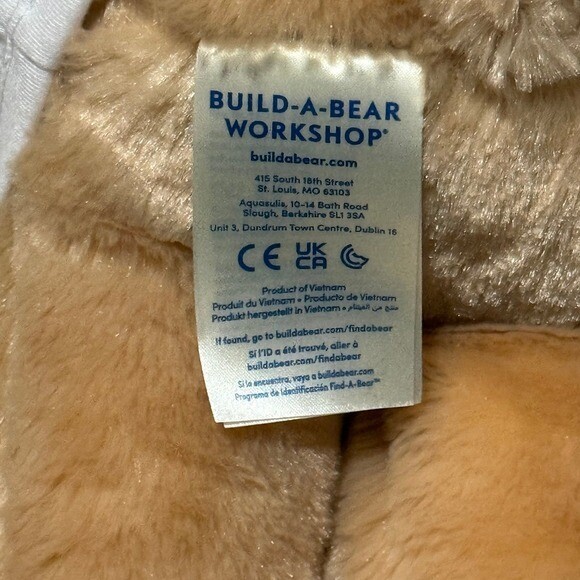 BUILD-A-BEAR
WORKSHOP®
buildabear.com
415 South 18th Street
St. Louis, MO 63103
Aquasulis, 10-14 Bath Road
Slough, Berkshire SL1 3SA
Unit 3, Dundrum Town Centre, Dublin 16
CE UK
CA
Product of Vietnam
Produit du Vietnam • Producto de Vietnam
Produkt hergestellt in Vietnam • منتج من الفيتنام
If found, go to buildabear.com/findabear
Si l'ID a été trouvé, aller à
buildabear.com/findabear
Si lo encuentra, vaya a buildabear.com/
Programa de identificación Find-A-Bear™